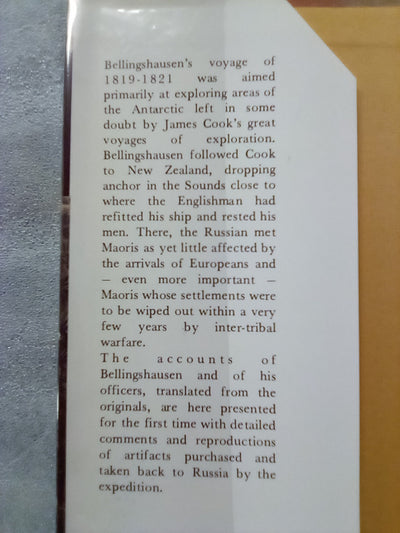 Bellingshausen's voyage of
1819-1821 was aimed
primarily at exploring areas of
the Antarctic left in some
doubt by James Cook's great
voyages of exploration.
Bellingshausen followed Cook
to New Zealand, dropping
anchor in the Sounds close to
where the Englishman had
refitted his ship and rested his
men. There, the Russian met
Maoris as yet little affected by
the arrivals of Europeans and
— even more important —
Maoris whose settlements were
to be wiped out within a very
few years by inter-tribal
warfare.
The accounts of
Bellingshausen and of his
officers, translated from the
originals, are here presented
for the first time with detailed
comments and reproductions
of artifacts purchased and
taken back to Russia by the
expedition.